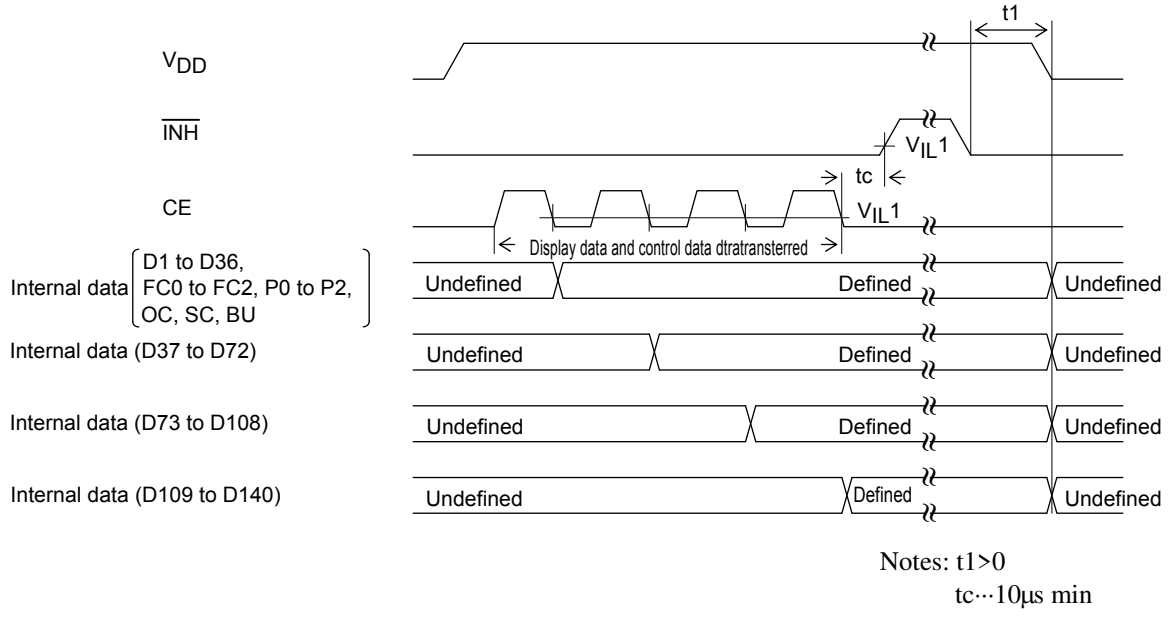 t1
VDD
INH
VIL1
tc
CE
VIL1
Display data and control data dtratransterred
Internal data D1 to D36,
FC0 to FC2, P0 to P2,
OC, SC, BU
Undefined Defined Undefined
Internal data (D37 to D72) Undefined Defined Undefined
Internal data (D73 to D108) Undefined Defined Undefined
Internal data (D109 to D140) Undefined Defined Undefined
Notes: t1>0
tc···10μs min